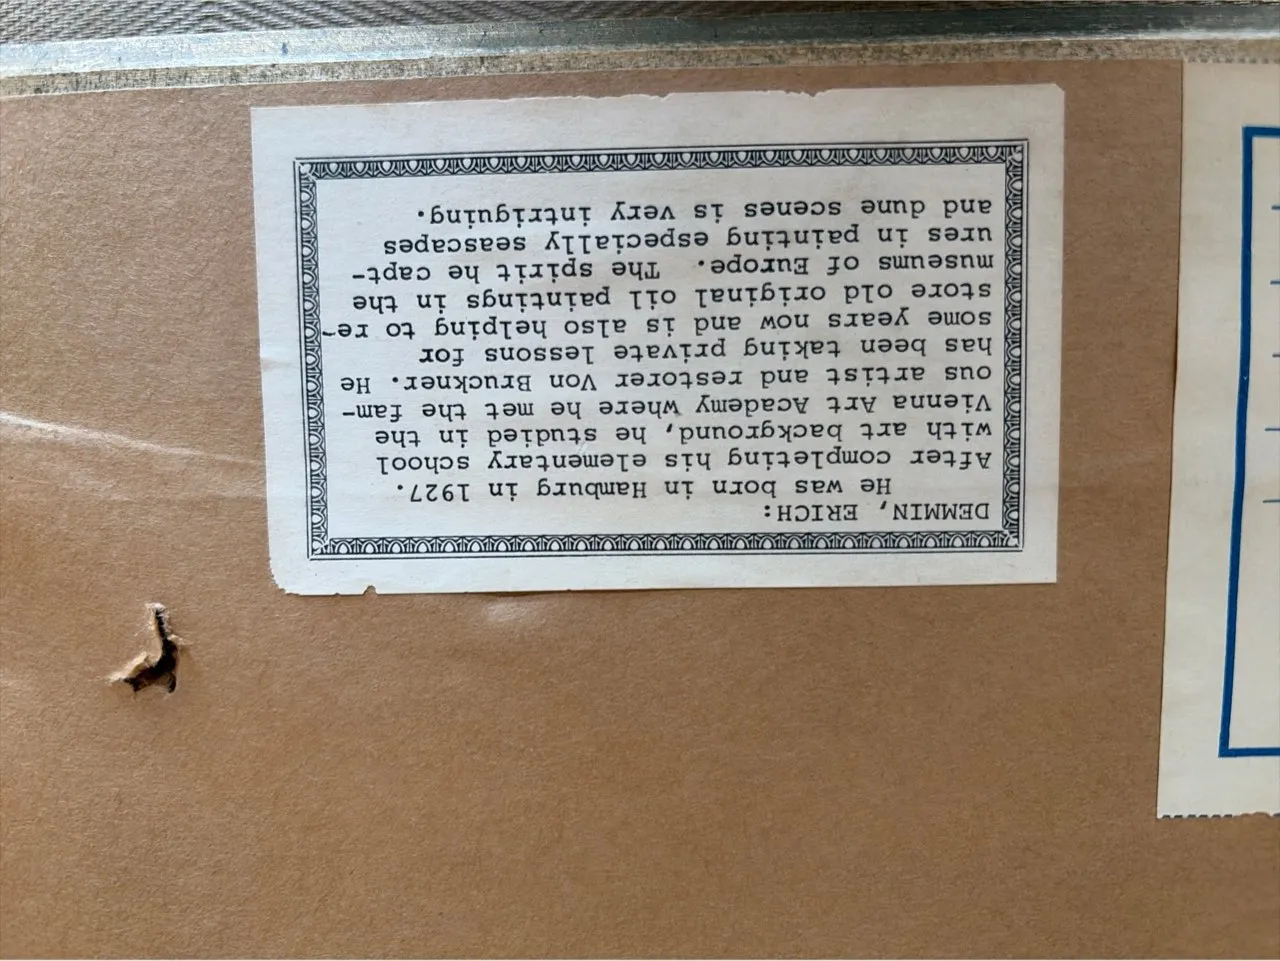 DEMMIN, ERICH:
He was born in Hamburg in 1927.
After completing his elementary school
with art background, he studied in the
Vienna Art Academy where he met the fam-
ous artist and restorer Von Bruckner. He
has been taking private lessons for
some years now and is also helping to re-
store old original oil paintings in the
museums of Europe. The spirit he capt-
ures in painting especially seascapes
and dune scenes is very intriguing.